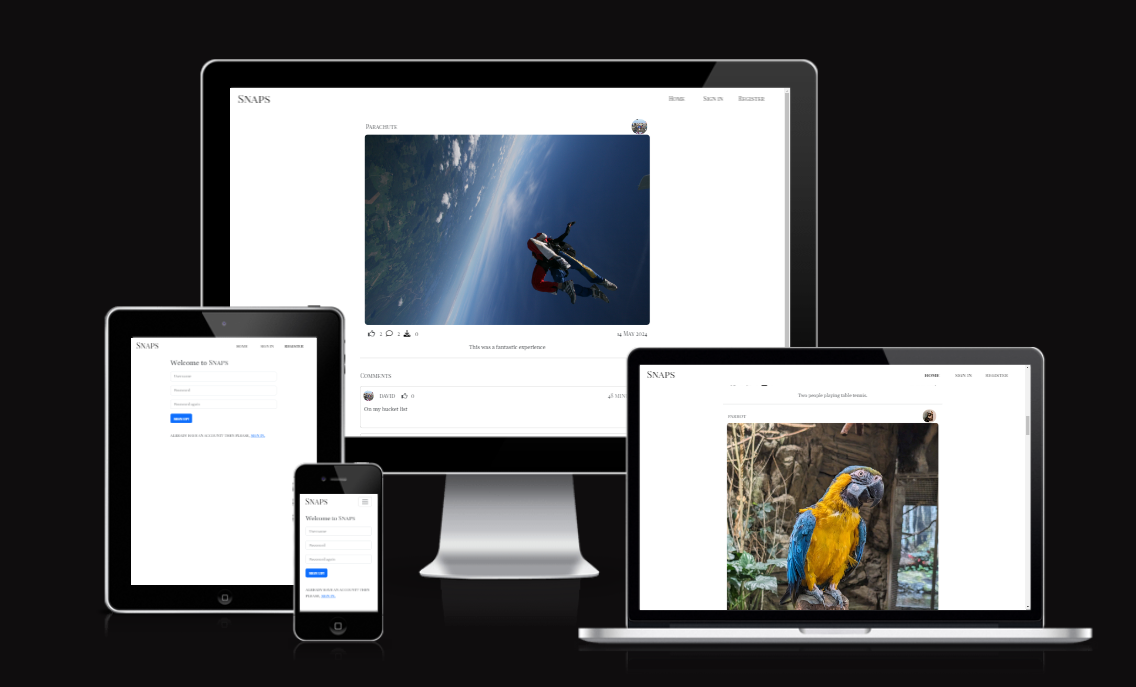 Snaps
Home Sign in Register
Parachute
2 2 0 14 May 2024
This was a fantastic experience
Comments
david 0
On my bucket list
Snaps
Home Sign in Register
Welcome to Snaps
Username
Password
Password again
Sign up
Already have an account? Then please, sign in.
Snaps
Welcome to Snaps
Username
Password
Password again
Sign up
Already have an account? Then
please, sign in.
Snaps
Home Sign in Register
Two people playing table tennis.
parrot